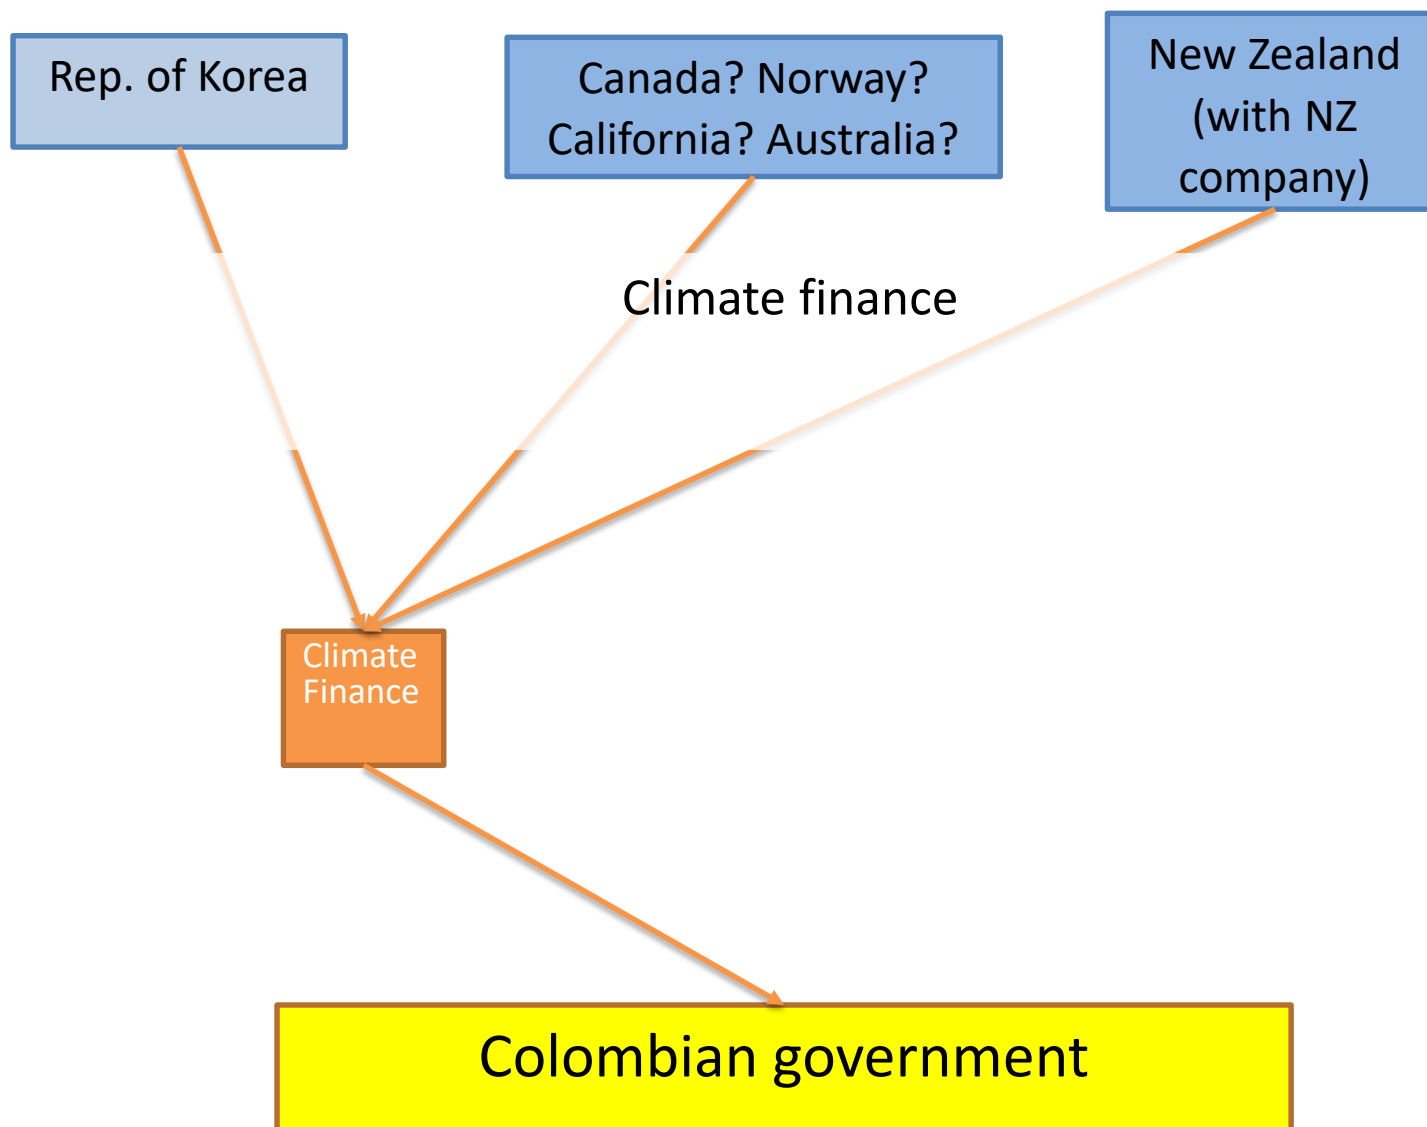 Rep. of Korea
Canada? Norway?
California? Australia?
New Zealand
(with NZ
company)
Climate finance
Climate
Finance
Colombian government